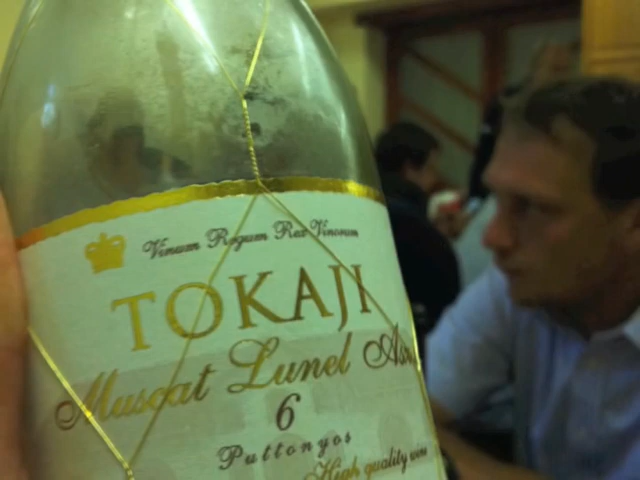 Vinum Regum Rex Vinorum
TOKAJI
Muscat Lunel
6
Puttonyos
High quality wine